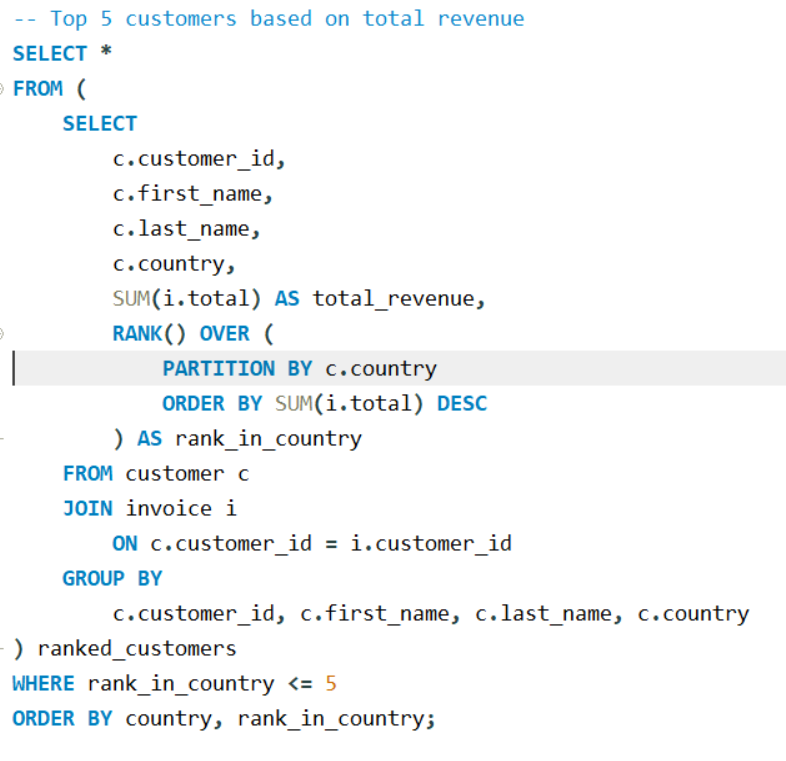 -- Top 5 customers based on total revenue
SELECT *
FROM (
    SELECT
        c.customer_id,
        c.first_name,
        c.last_name,
        c.country,
        SUM(i.total) AS total_revenue,
        RANK() OVER (
            PARTITION BY c.country
            ORDER BY SUM(i.total) DESC
        ) AS rank_in_country
    FROM customer c
    JOIN invoice i
        ON c.customer_id = i.customer_id
    GROUP BY
        c.customer_id, c.first_name, c.last_name, c.country
) ranked_customers
WHERE rank_in_country <= 5
ORDER BY country, rank_in_country;